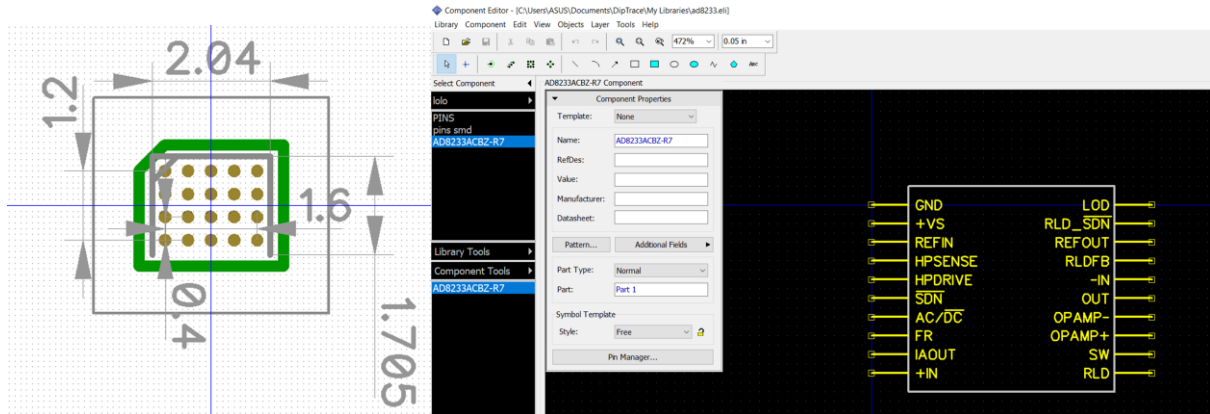 2.04
1.2
1.6
0.4
1.705
Component Editor - [C:\Users\ASUS\Documents\DipTrace\My Libraries\ad8233.eli]
Library Component Edit View Objects Layer Tools Help
472% 0.05 in
ABC
Select Component
AD8233ACBZ-R7 Component
lolo
PINS
pins smd
AD8233ACBZ-R7
Library Tools
Component Tools
AD8233ACBZ-R7
Component Properties
Template: None
Name: AD8233ACBZ-R7
RefDes:
Value:
Manufacturer:
Datasheet:
Pattern... Additional Fields
Part Type: Normal
Part: Part 1
Symbol Template
Style: Free
Pin Manager...
GND LOD
+VS RLD_SDN
REFIN REFOUT
HPSENSE RLDFB
HPDRIVE -IN
SDN OUT
AC/DC OPAMP-
FR OPAMP+
IAOUT SW
+IN RLD